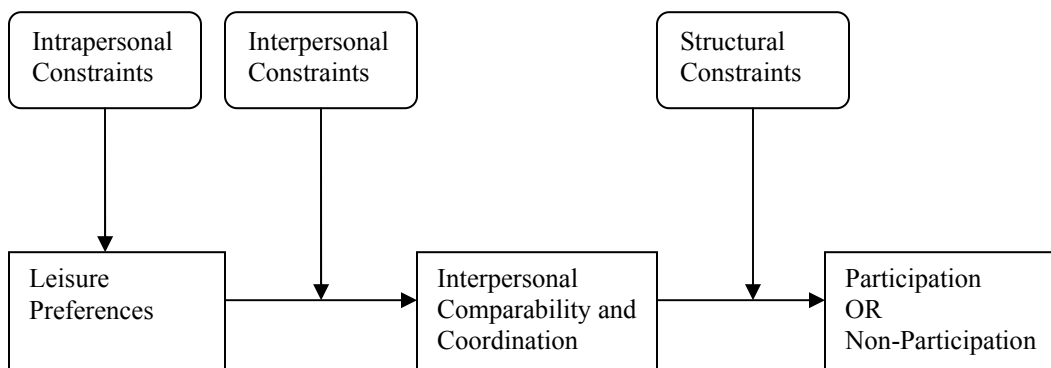 Intrapersonal
Constraints
Interpersonal
Constraints
Structural
Constraints
Leisure
Preferences
Interpersonal
Comparability and
Coordination
Participation
OR
Non-Participation